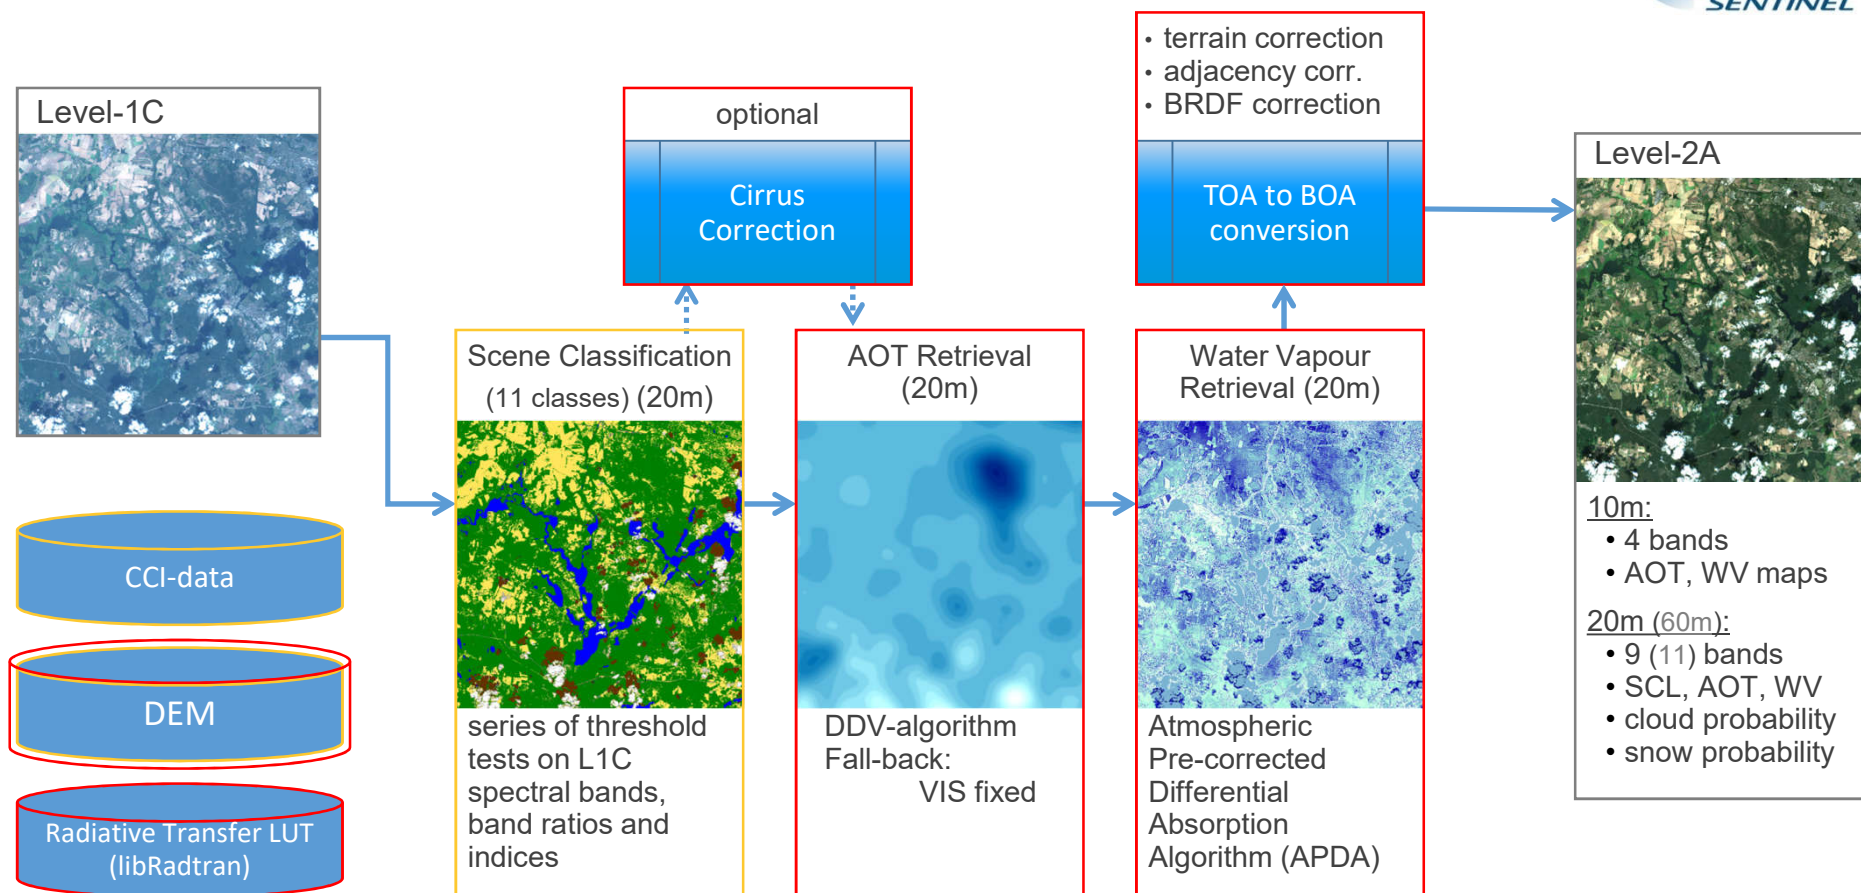 SENTINEL
Level-1C
CCI-data
DEM
Radiative Transfer LUT
(libRadtran)
optional
Cirrus
Correction
Scene Classification
(11 classes) (20m)
series of threshold
tests on L1C
spectral bands,
band ratios and
indices
AOT Retrieval
(20m)
DDV-algorithm
Fall-back:
VIS fixed
• terrain correction
• adjacency corr.
• BRDF correction
TOA to BOA
conversion
Water Vapour
Retrieval (20m)
Atmospheric
Pre-corrected
Differential
Absorption
Algorithm (APDA)
Level-2A
10m:
• 4 bands
• AOT, WV maps
20m (60m):
• 9 (11) bands
• SCL, AOT, WV
• cloud probability
• snow probability